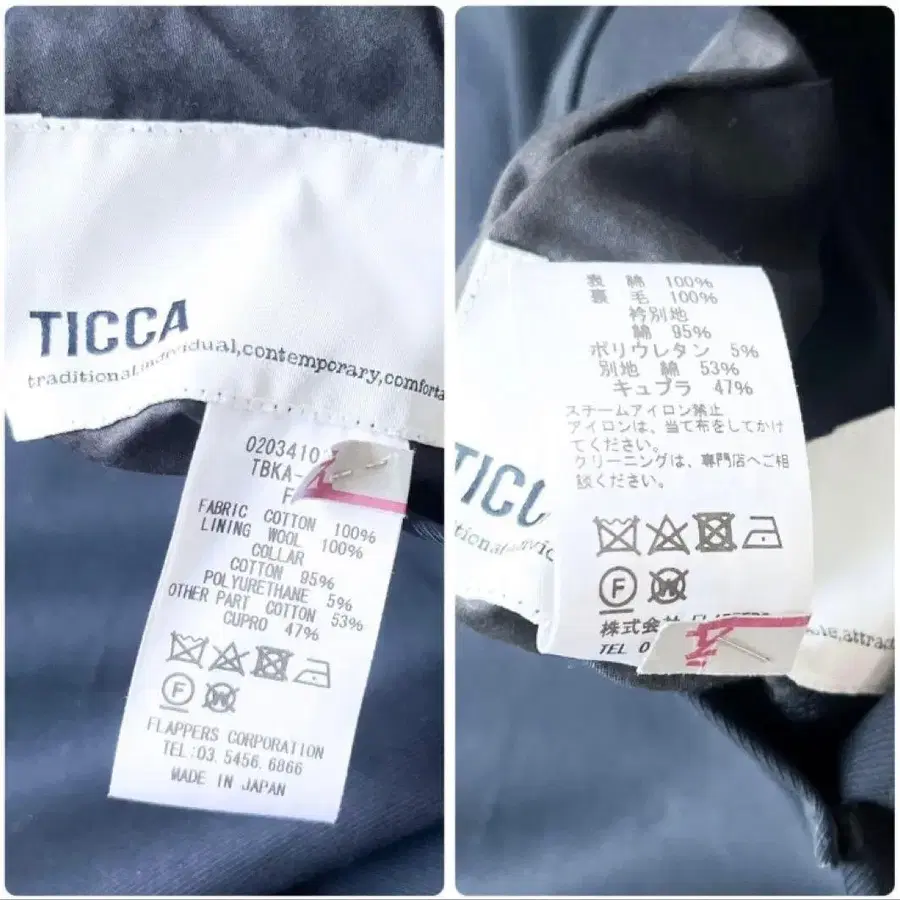 TICCA
traditional,individual,contemporary,comforta
0203410
TBKA-
F
FABRIC COTTON 100%
LINING WOOL 100%
COLLAR
COTTON 95%
POLYURETHANE 5%
OTHER PART COTTON 53%
CUPRO 47%
F
W
FLAPPERS CORPORATION
TEL:03.5456.6866
MADE IN JAPAN
表 綿 100%
裏 毛 100%
衿別地
綿 95%
ポリウレタン 5%
別地 綿 53%
キュプラ 47%
スチームアイロン禁止
アイロンは、当て布をしてかけ
てください。
クリーニングは、専門店へご相
談ください。
TICC
F
W
株式会社 FLAPPERS
TEL 0